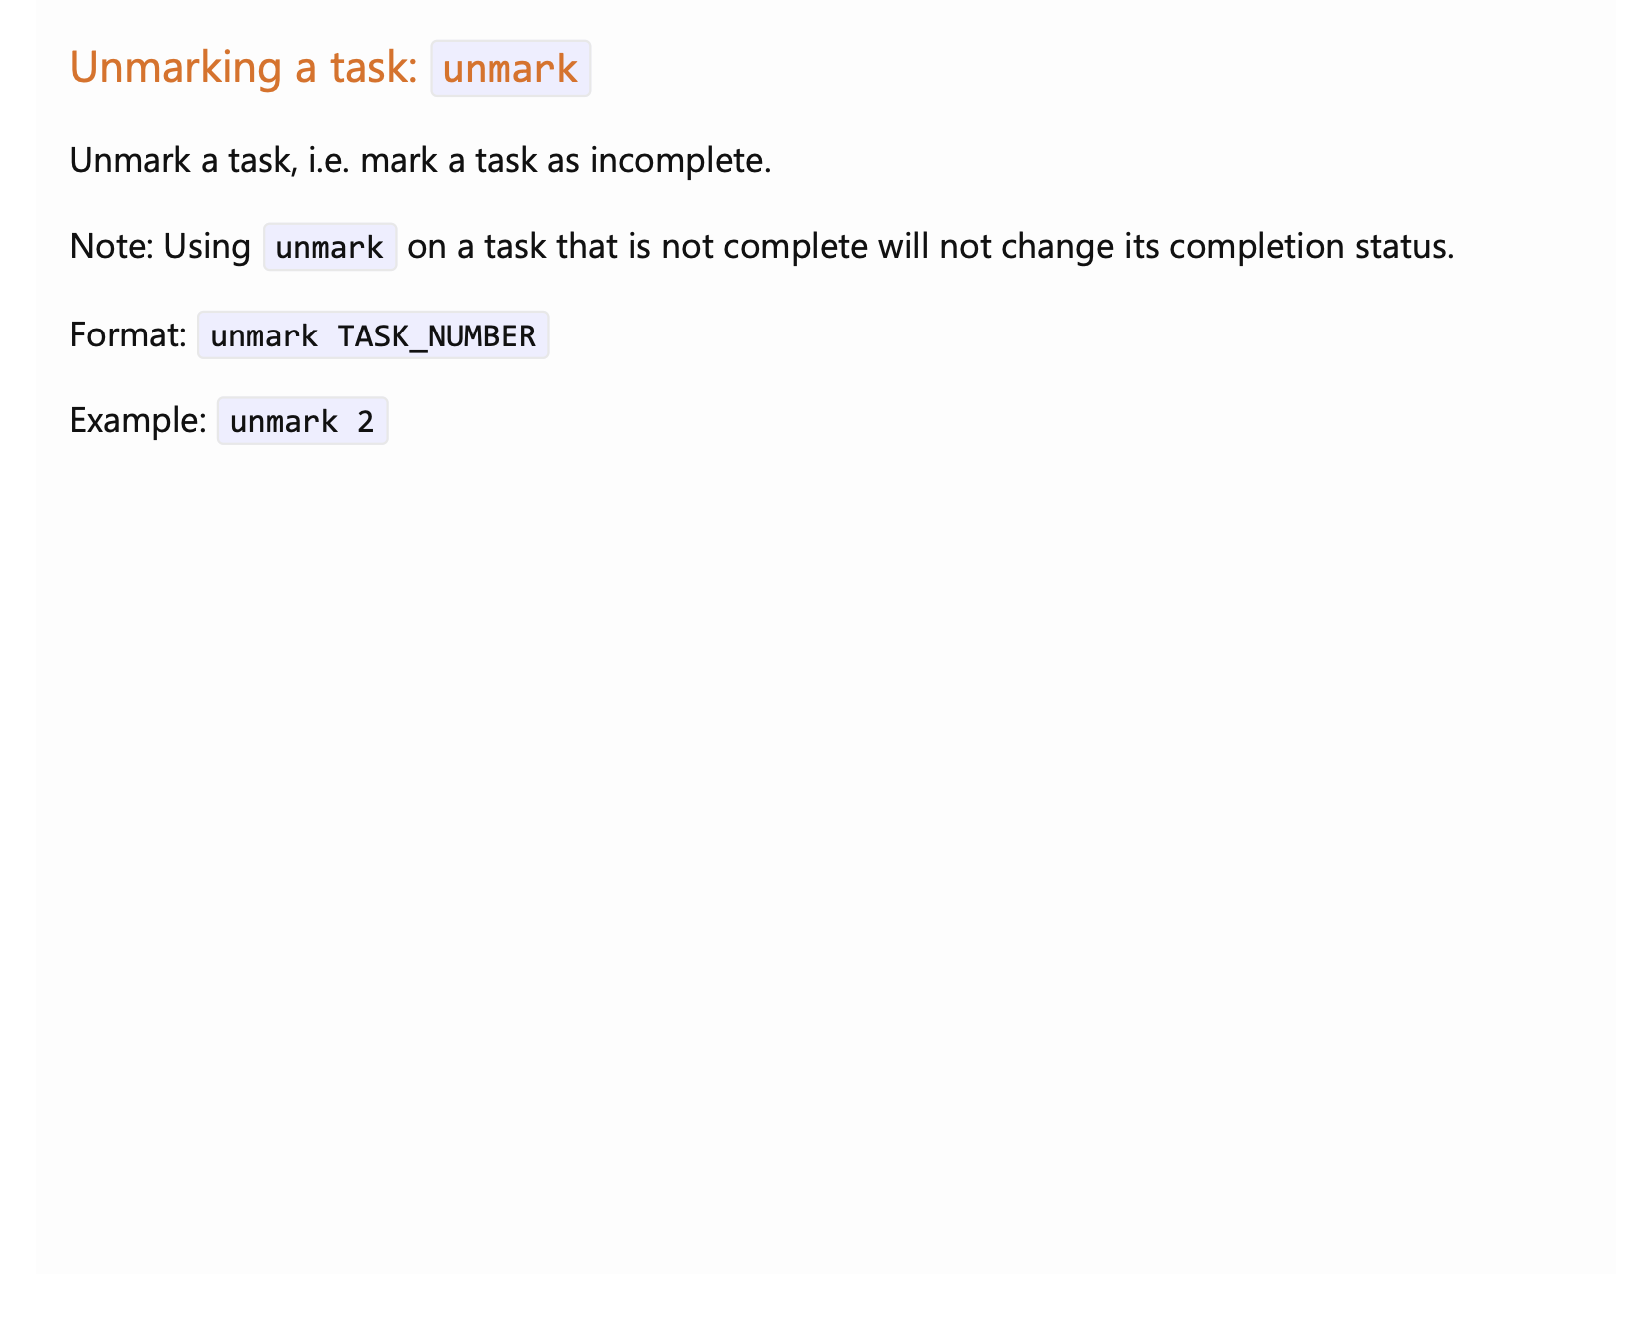 Unmarking a task: unmark
Unmark a task, i.e. mark a task as incomplete.
Note: Using unmark on a task that is not complete will not change its completion status.
Format: unmark TASK_NUMBER
Example: unmark 2